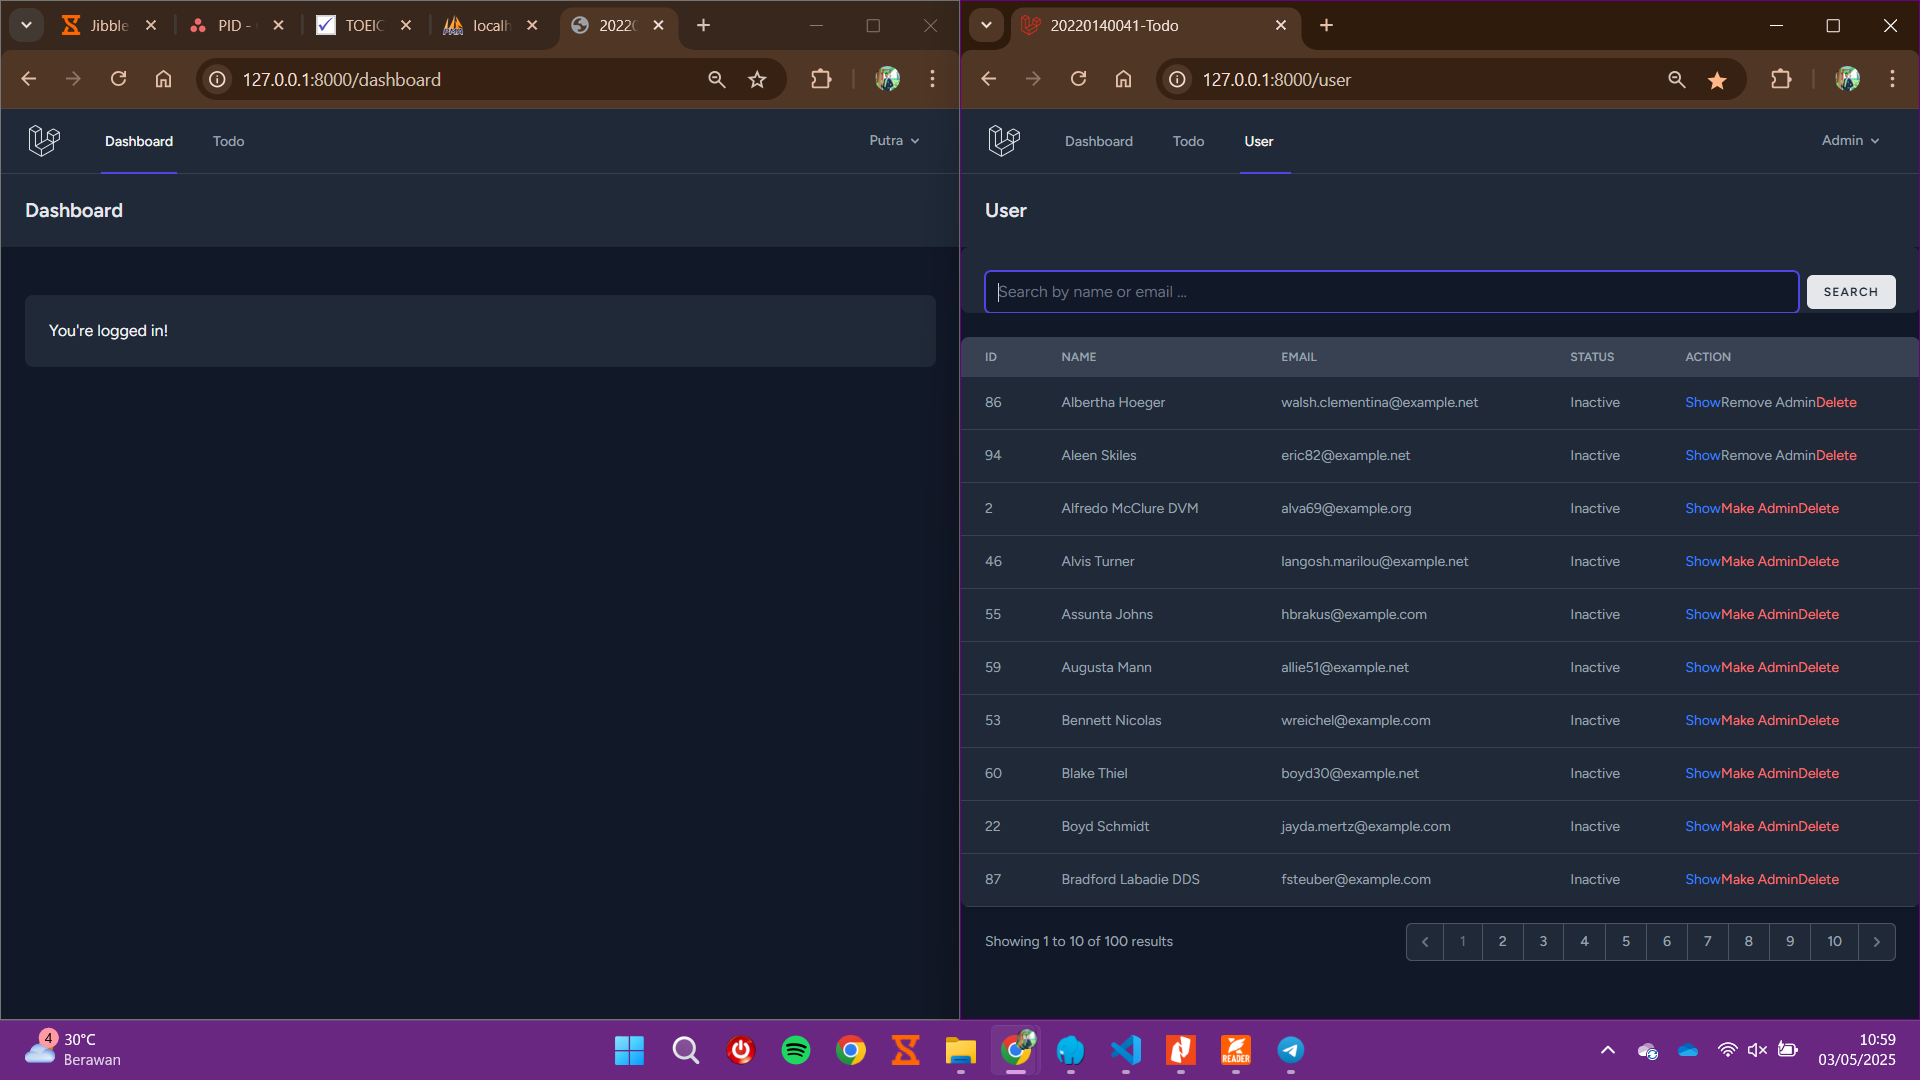 Jibble
PID -
TOEIC
localh
2022
127.0.0.1:8000/dashboard
Dashboard
Todo
Putra
Dashboard
You're logged in!
20220140041-Todo
127.0.0.1:8000/user
Dashboard
Todo
User
Admin
User
Search by name or email ...
SEARCH
ID NAME EMAIL STATUS ACTION
86 Albertha Hoeger walsh.clementina@example.net Inactive ShowRemove AdminDelete
94 Aleen Skiles eric82@example.net Inactive ShowRemove AdminDelete
2 Alfredo McClure DVM alva69@example.org Inactive ShowMake AdminDelete
46 Alvis Turner langosh.marilou@example.net Inactive ShowMake AdminDelete
55 Assunta Johns hbrakus@example.com Inactive ShowMake AdminDelete
59 Augusta Mann allie51@example.net Inactive ShowMake AdminDelete
53 Bennett Nicolas wreichel@example.com Inactive ShowMake AdminDelete
60 Blake Thiel boyd30@example.net Inactive ShowMake AdminDelete
22 Boyd Schmidt jayda.mertz@example.com Inactive ShowMake AdminDelete
87 Bradford Labadie DDS fsteuber@example.com Inactive ShowMake AdminDelete
Showing 1 to 10 of 100 results
1 2 3 4 5 6 7 8 9 10
4
30°C
Berawan
READER
10:59
03/05/2025